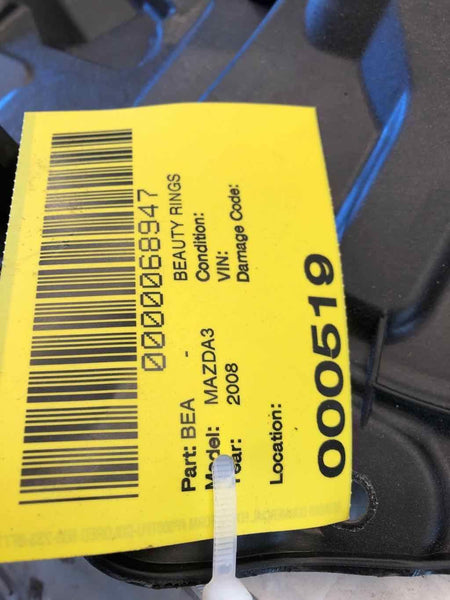 0000068947
Part: BEA - BEAUTY RINGS
Model: MAZDA3 Condition:
Year: 2008 VIN:
Damage Code:
Location:
000519